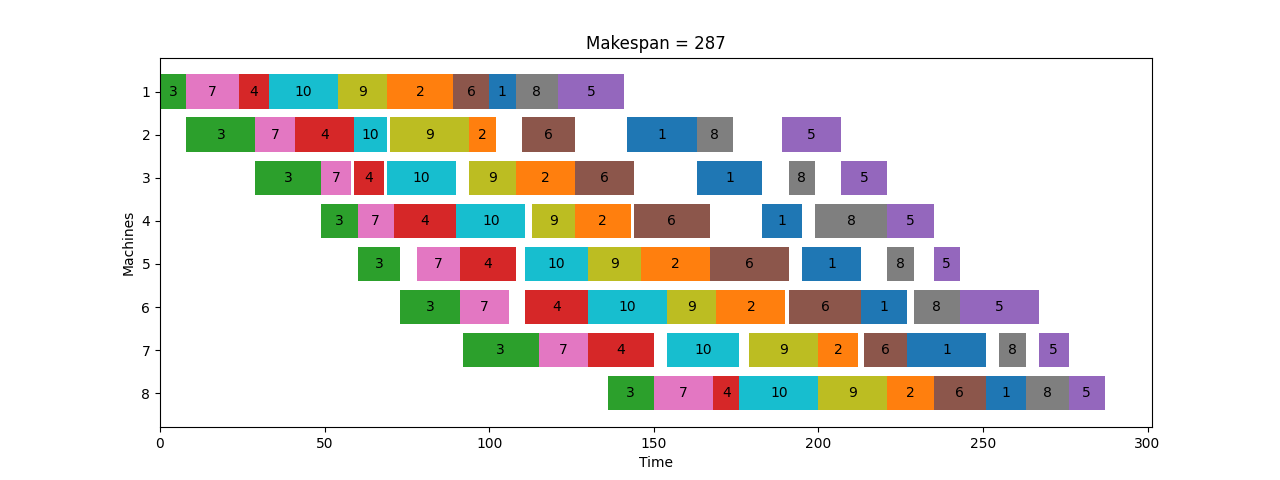 Makespan = 287
Machines
1 3 7 4 10 9 2 6 1 8 5
2 3 7 4 10 9 2 6 1 8 5
3 3 7 4 10 9 2 6 1 8 5
4 3 7 4 10 9 2 6 1 8 5
5 3 7 4 10 9 2 6 1 8 5
6 3 7 4 10 9 2 6 1 8 5
7 3 7 4 10 9 2 6 1 8 5
8 3 7 4 10 9 2 6 1 8 5
0 50 100 150 200 250 300
Time